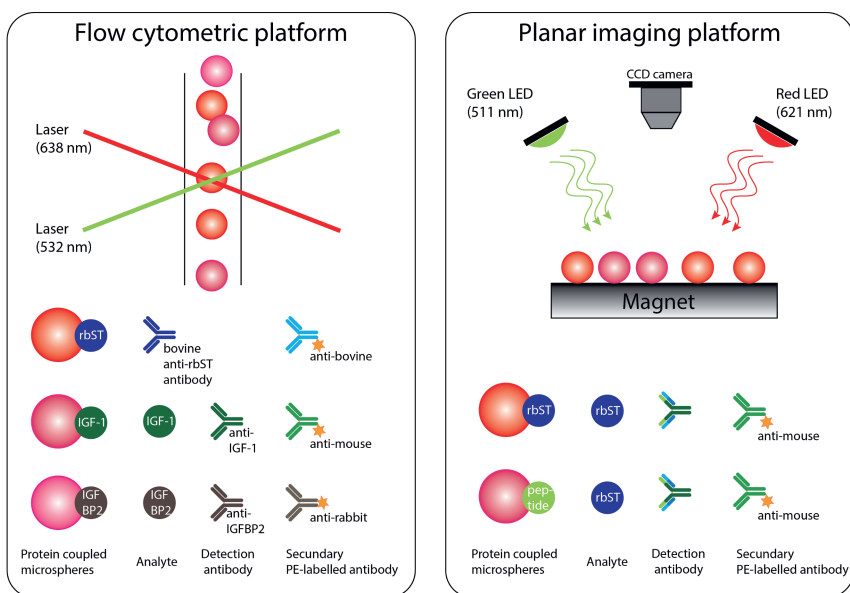 Flow cytometric platform
Laser
(638 nm)
Laser
(532 nm)
rbST
bovine
anti-rbST
antibody
anti-bovine
IGF-1
IGF-1
anti-
IGF-1
anti-mouse
IGF
BP2
IGF
BP2
anti-
IGFBP2
anti-rabbit
Protein coupled
microspheres
Analyte
Detection
antibody
Secundary
PE-labelled antibody
Planar imaging platform
CCD camera
Green LED
(511 nm)
Red LED
(621 nm)
Magnet
rbST
rbST
anti-mouse
pep-
tide
rbST
anti-mouse
Protein coupled
microspheres
Analyte
Detection
antibody
Secundary
PE-labelled antibody